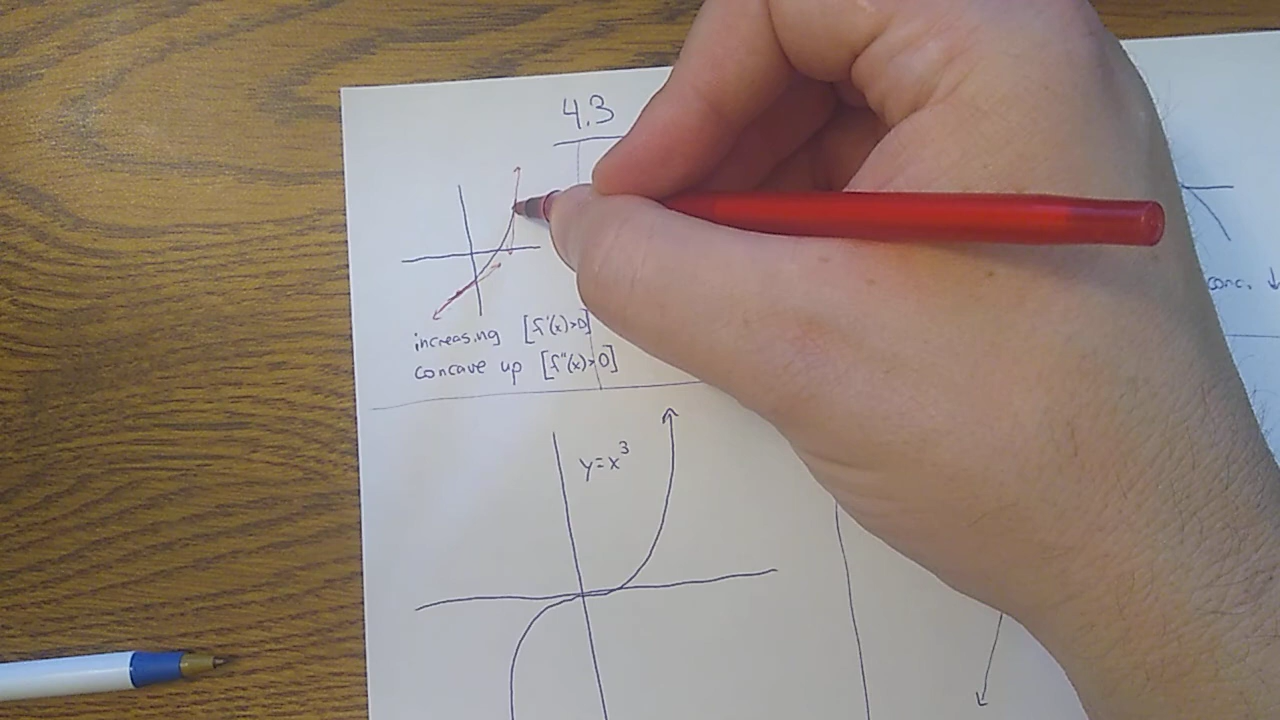 4.3
increasing [f'(x)>0]
concave up [f"(x)>0]
conc. ↓
y=x³